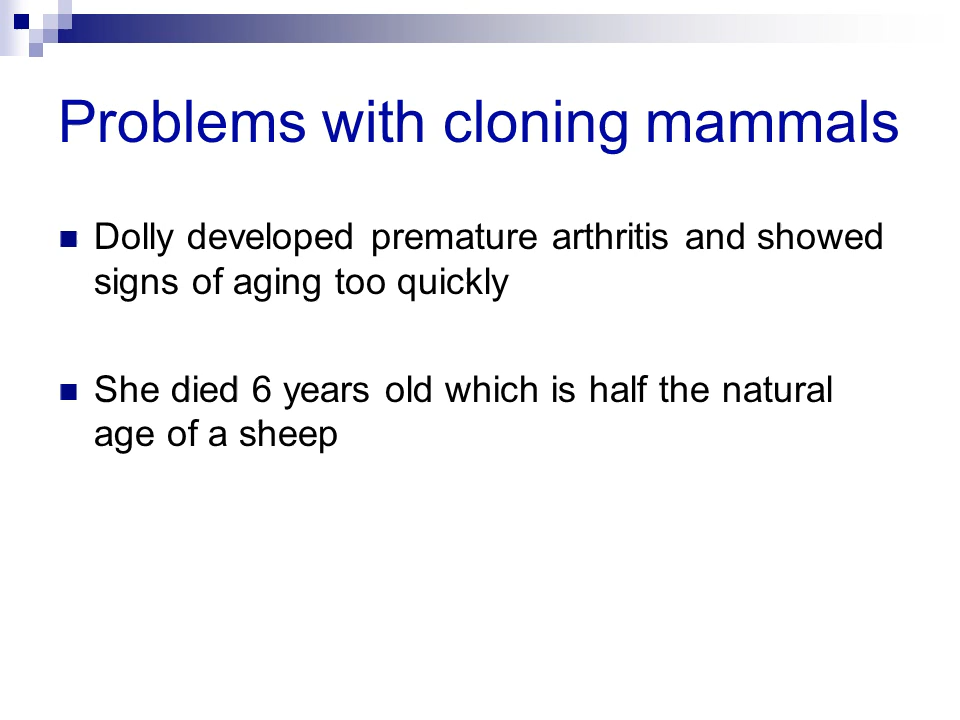 Problems with cloning mammals
Dolly developed premature arthritis and showed
signs of aging too quickly
She died 6 years old which is half the natural
age of a sheep